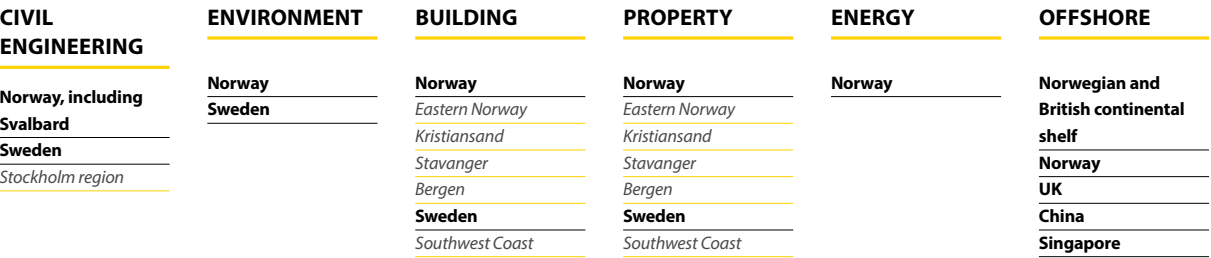 CIVIL
ENGINEERING
Norway, including
Svalbard
Sweden
Stockholm region
ENVIRONMENT
Norway
Sweden
BUILDING
Norway
Eastern Norway
Kristiansand
Stavanger
Bergen
Sweden
Southwest Coast
PROPERTY
Norway
Eastern Norway
Kristiansand
Stavanger
Bergen
Sweden
Southwest Coast
ENERGY
Norway
OFFSHORE
Norwegian and
British continental
shelf
Norway
UK
China
Singapore